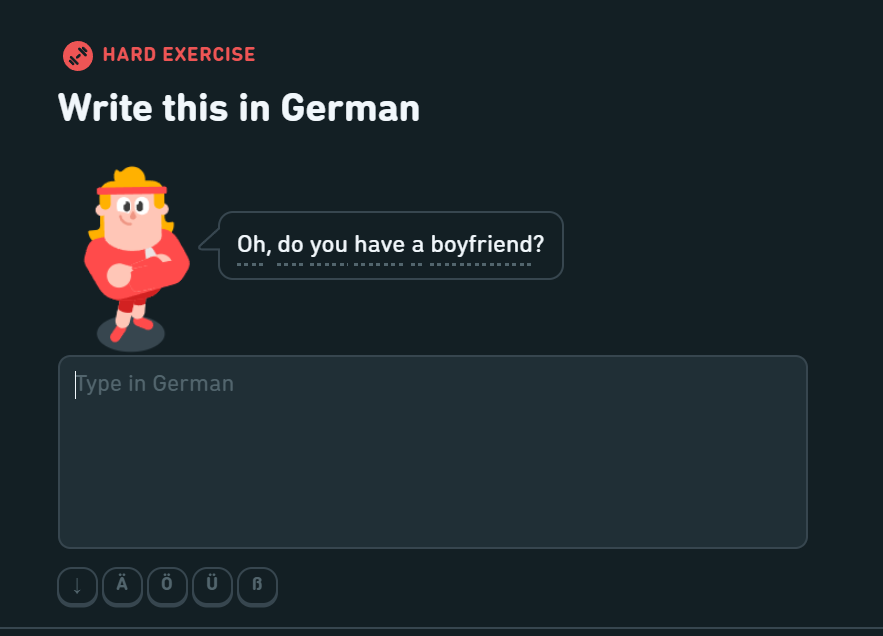 HARD EXERCISE
Write this in German
Oh, do you have a boyfriend?
Type in German
↓ Ä Ö Ü ß